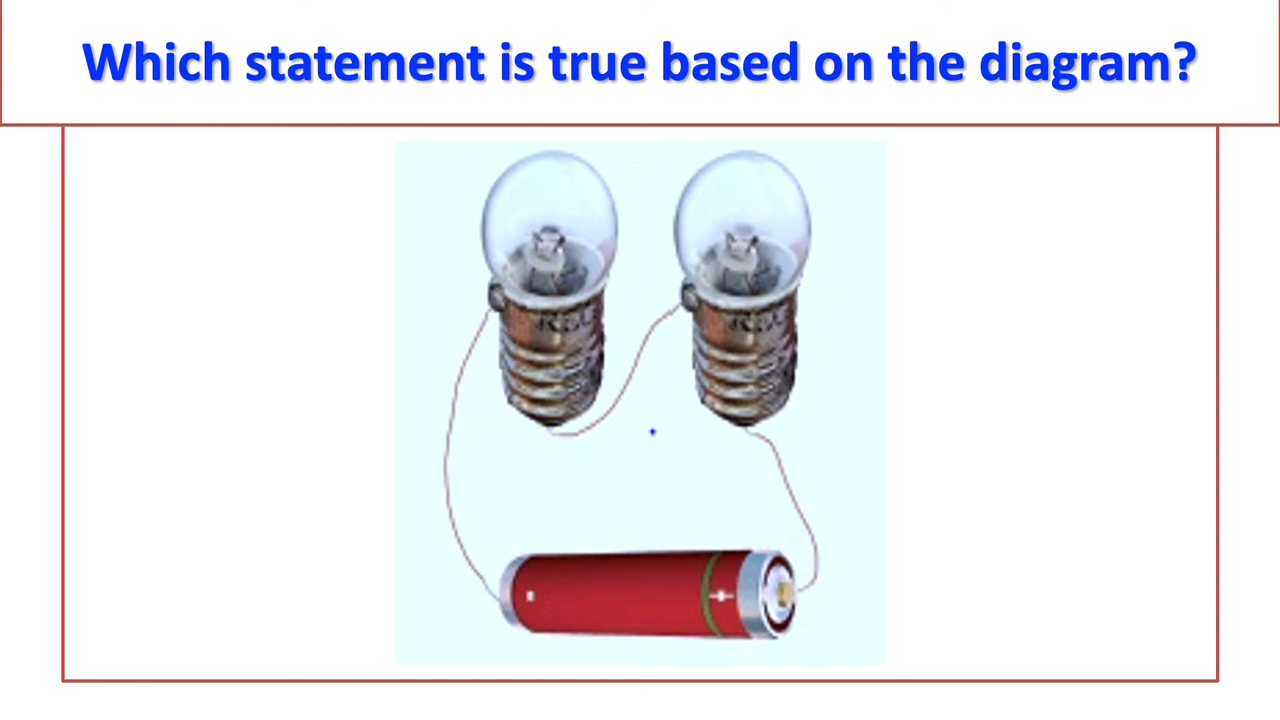 Which statement is true based on the diagram?
- +